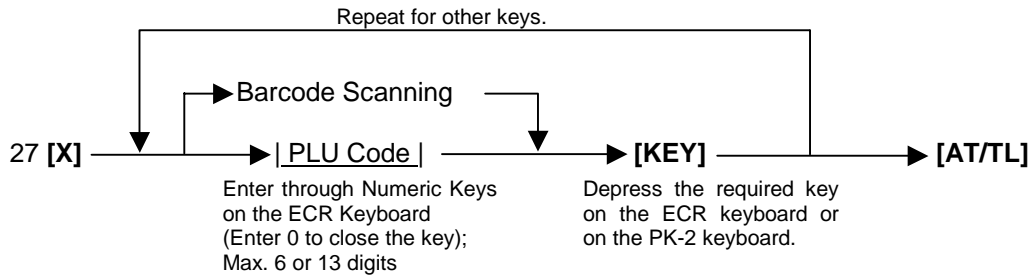 Repeat for other keys.
Barcode Scanning
27 [X] | PLU Code | [KEY] [AT/TL]
Enter through Numeric Keys
on the ECR Keyboard
(Enter 0 to close the key);
Max. 6 or 13 digits
Depress the required key
on the ECR keyboard or
on the PK-2 keyboard.